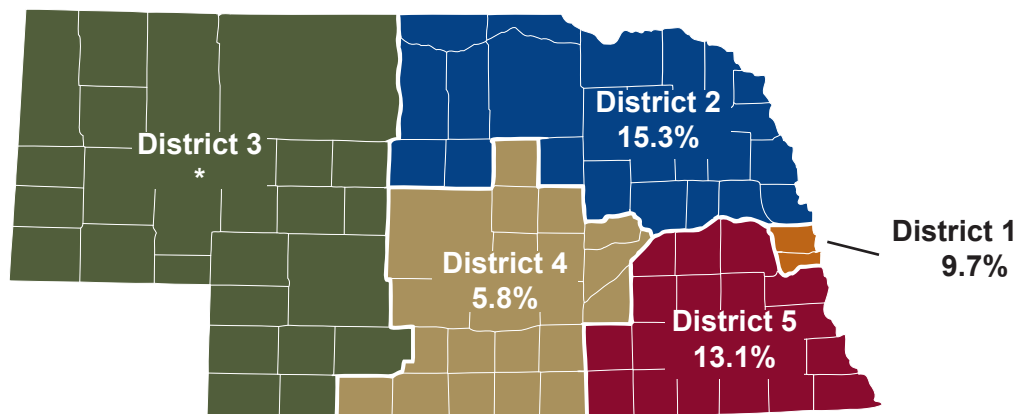 District 2
15.3%
District 3
*
District 1
9.7%
District 4
5.8%
District 5
13.1%